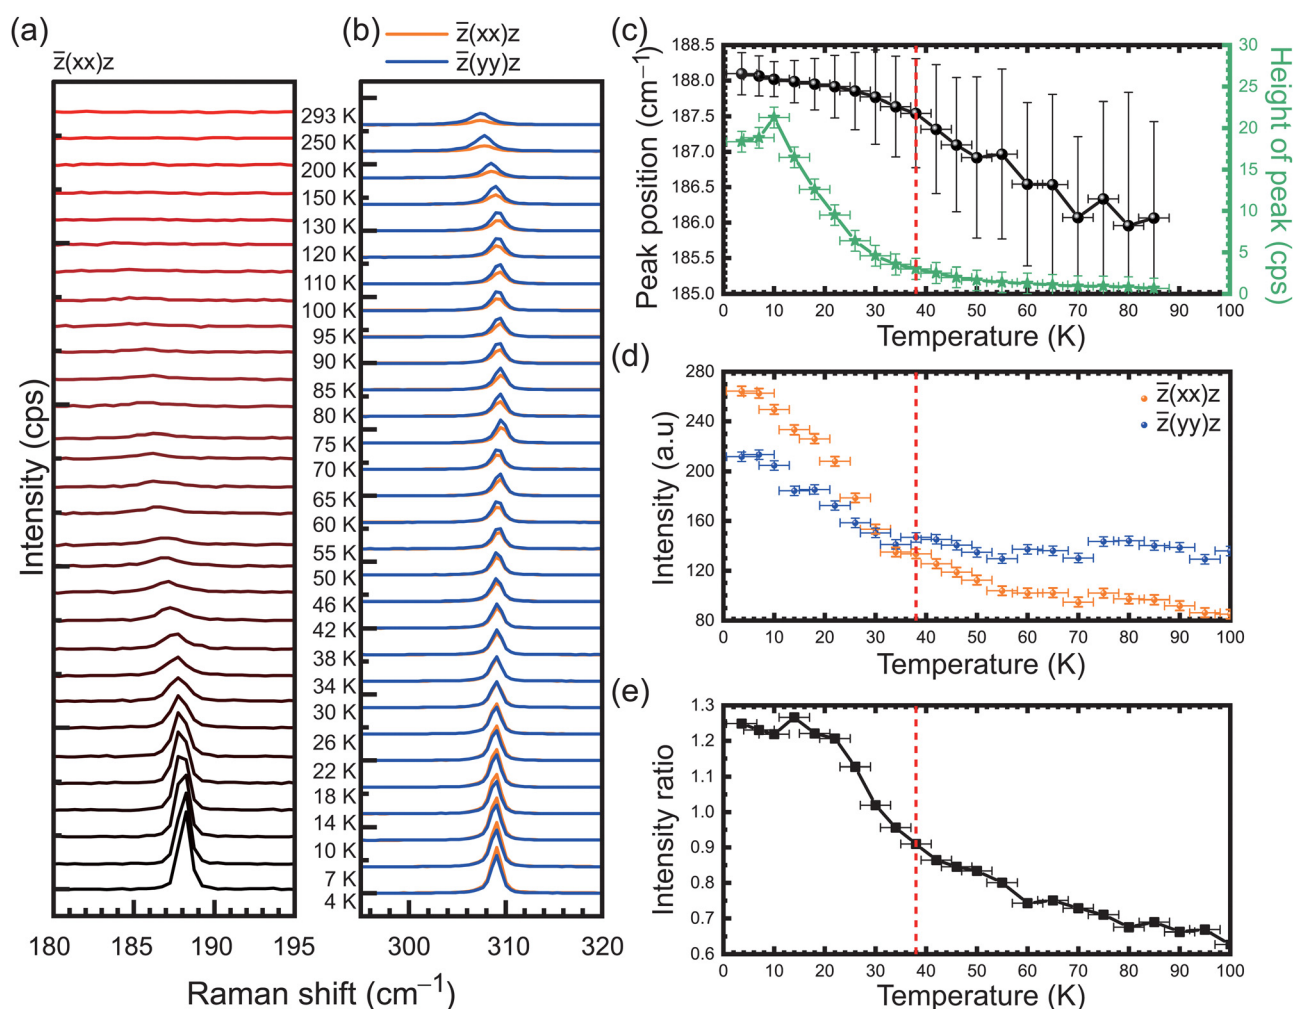 (a)
z̄(xx)z
Intensity (cps)
180 185 190 195
293 K
250 K
200 K
150 K
130 K
120 K
110 K
100 K
95 K
90 K
85 K
80 K
75 K
70 K
65 K
60 K
55 K
50 K
46 K
42 K
38 K
34 K
30 K
26 K
22 K
18 K
14 K
10 K
7 K
4 K
(b)
z̄(xx)z
z̄(yy)z
300 310 320
Raman shift (cm⁻¹)
(c)
Peak position (cm⁻¹)
188.5
188.0
187.5
187.0
186.5
186.0
185.5
185.0
30
25
20
15
10
5
0
Height of peak (cps)
0 10 20 30 40 50 60 70 80 90 100
Temperature (K)
(d)
Intensity (a.u)
280
240
200
160
120
80
z̄(xx)z
z̄(yy)z
0 10 20 30 40 50 60 70 80 90 100
Temperature (K)
(e)
Intensity ratio
1.3
1.2
1.1
1.0
0.9
0.8
0.7
0.6
0 10 20 30 40 50 60 70 80 90 100
Temperature (K)